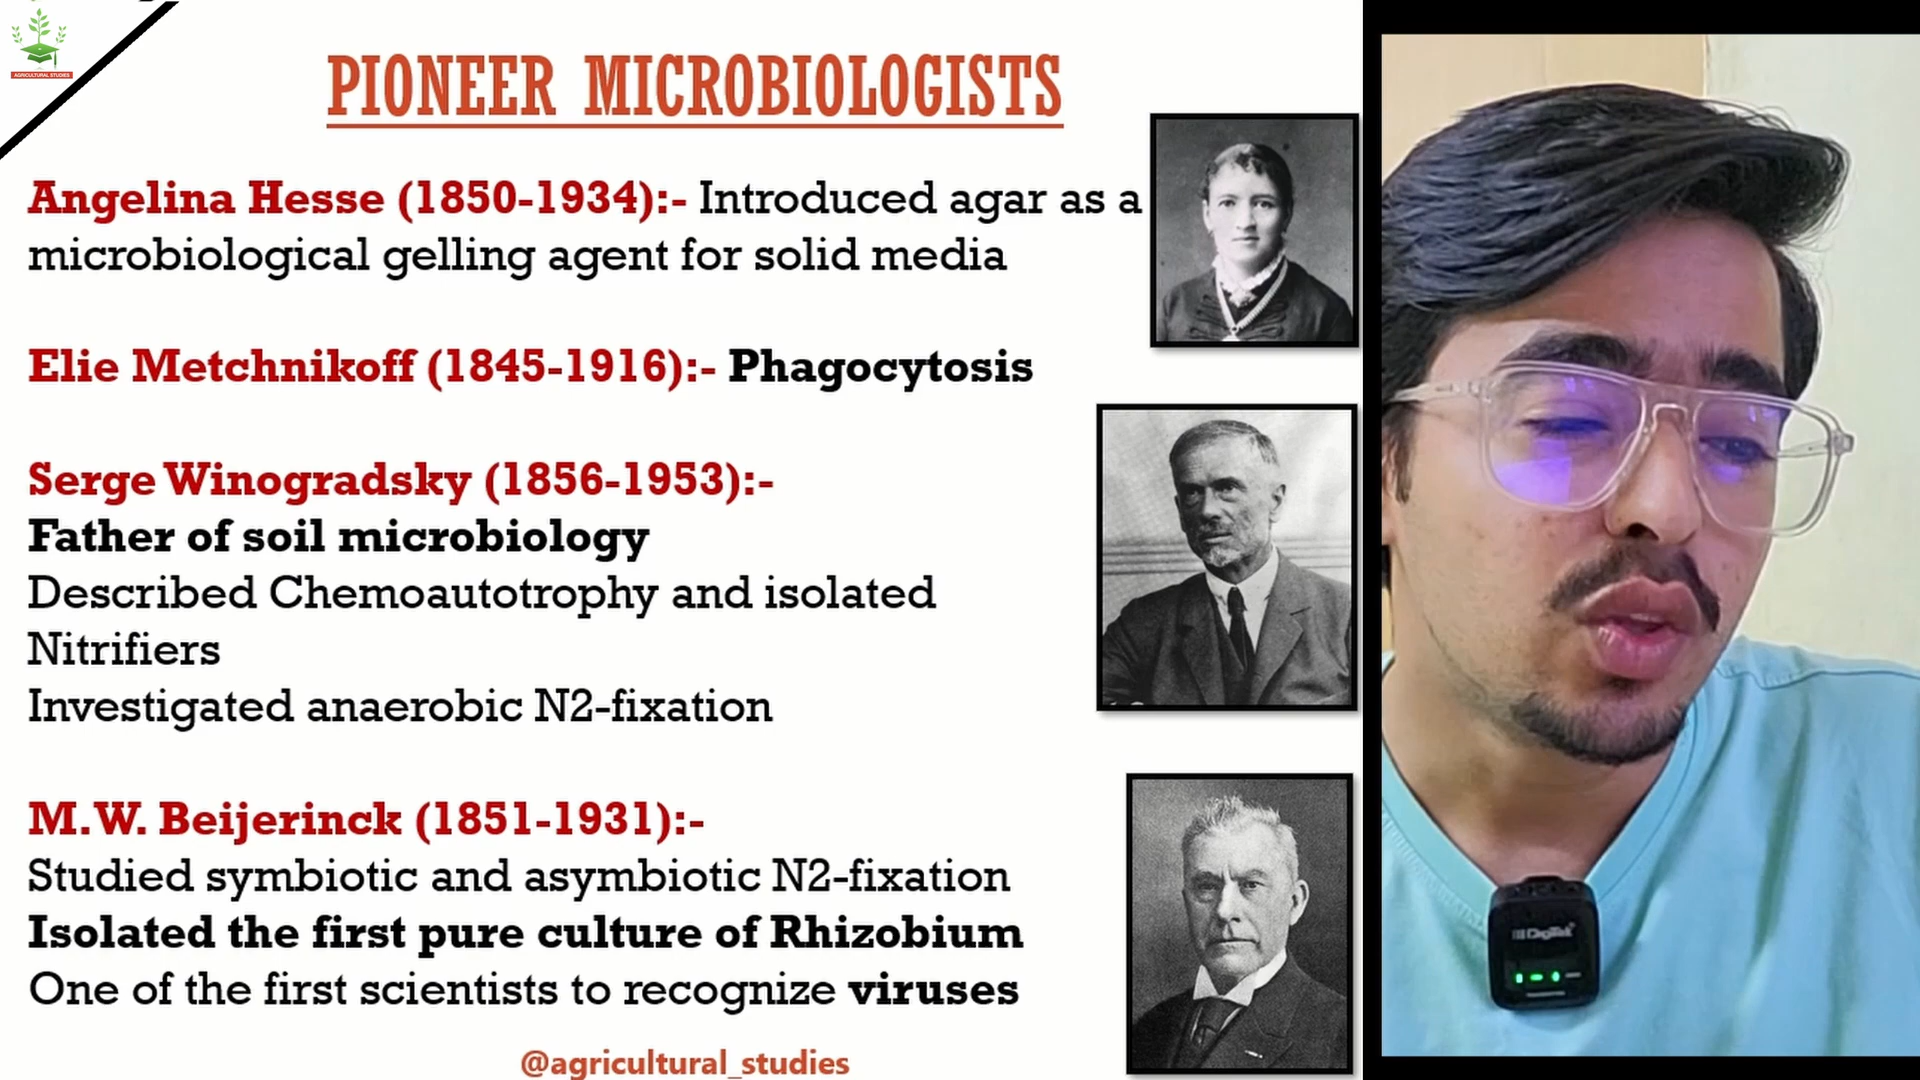 AGRICULTURAL STUDIES
PIONEER MICROBIOLOGISTS
Angelina Hesse (1850-1934):- Introduced agar as a
microbiological gelling agent for solid media
Elie Metchnikoff (1845-1916):- Phagocytosis
Serge Winogradsky (1856-1953):-
Father of soil microbiology
Described Chemoautotrophy and isolated
Nitrifiers
Investigated anaerobic N2-fixation
M.W. Beijerinck (1851-1931):-
Studied symbiotic and asymbiotic N2-fixation
Isolated the first pure culture of Rhizobium
One of the first scientists to recognize viruses
@agricultural_studies
DigiTek